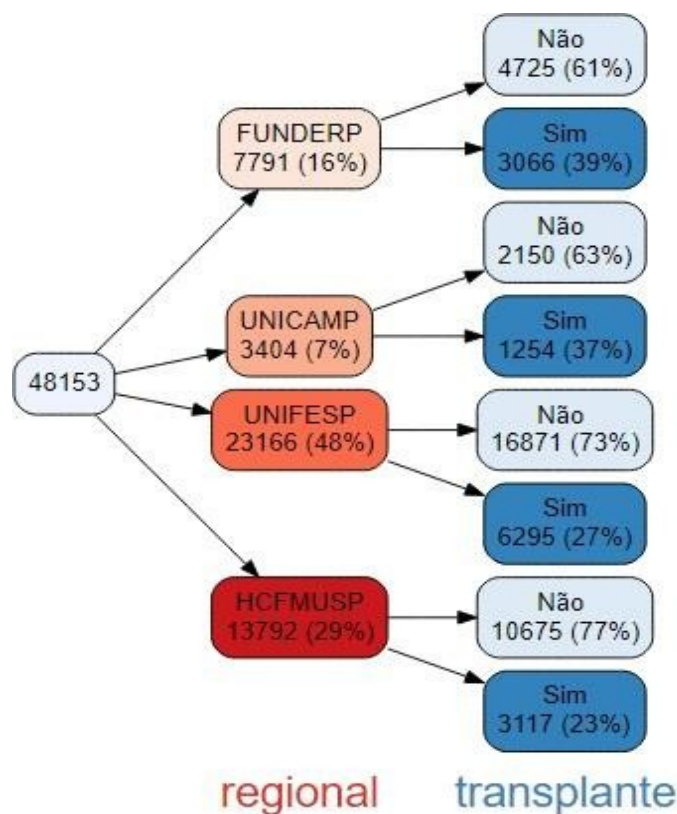 Não
4725 (61%)
FUNDERP
7791 (16%)
Sim
3066 (39%)
Não
2150 (63%)
UNICAMP
3404 (7%)
Sim
1254 (37%)
48153
UNIFESP
23166 (48%)
Não
16871 (73%)
Sim
6295 (27%)
HCFMUSP
13792 (29%)
Não
10675 (77%)
Sim
3117 (23%)
regional
transplante